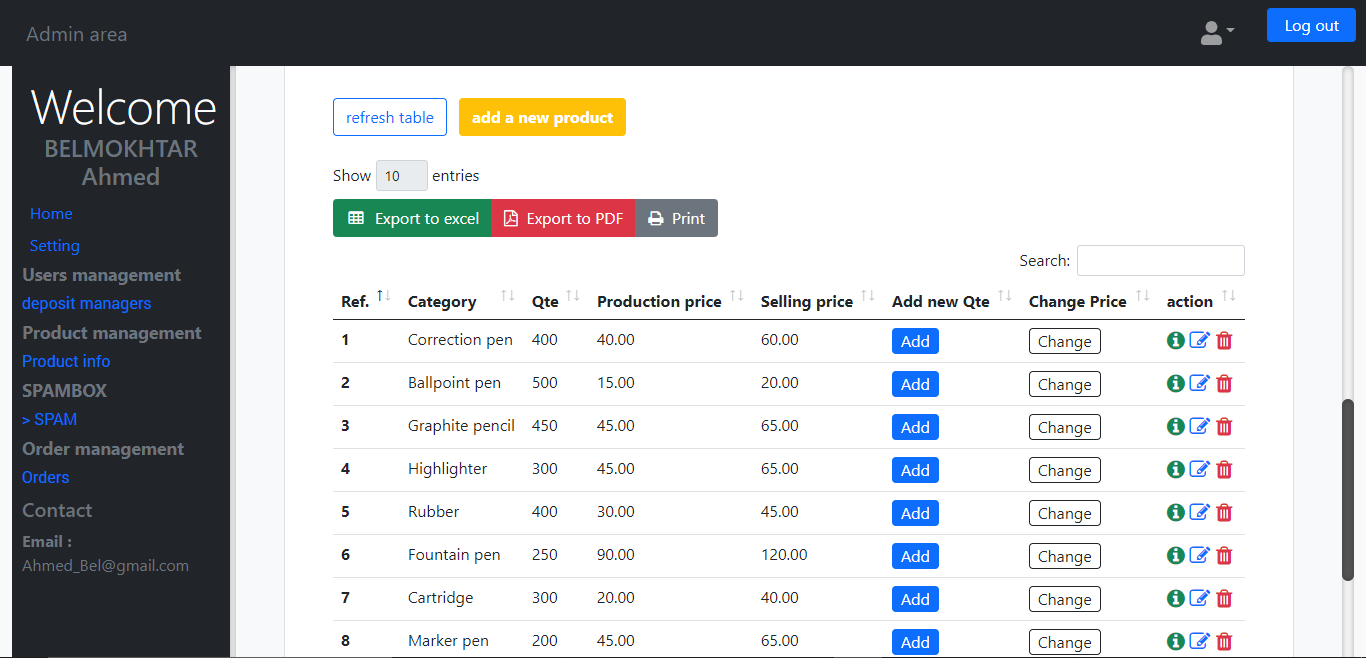 Admin area
Log out
Welcome
BELMOKHTAR
Ahmed
Home
Setting
Users management
deposit managers
Product management
Product info
SPAMBOX
> SPAM
Order management
Orders
Contact
Email :
Ahmed_Bel@gmail.com
refresh table add a new product
Show 10 entries
Export to excel Export to PDF Print
Search:
Ref. Category Qte Production price Selling price Add new Qte Change Price action
1 Correction pen 400 40.00 60.00 Add Change
2 Ballpoint pen 500 15.00 20.00 Add Change
3 Graphite pencil 450 45.00 65.00 Add Change
4 Highlighter 300 45.00 65.00 Add Change
5 Rubber 400 30.00 45.00 Add Change
6 Fountain pen 250 90.00 120.00 Add Change
7 Cartridge 300 20.00 40.00 Add Change
8 Marker pen 200 45.00 65.00 Add Change